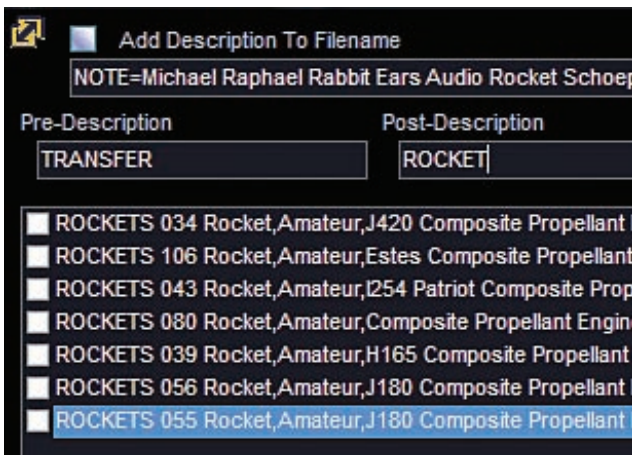 Add Description To Filename
NOTE=Michael Raphael Rabbit Ears Audio Rocket Schoep
Pre-Description Post-Description
TRANSFER ROCKET
ROCKETS 034 Rocket,Amateur,J420 Composite Propellant
ROCKETS 106 Rocket,Amateur,Estes Composite Propellant
ROCKETS 043 Rocket,Amateur,I254 Patriot Composite Prop
ROCKETS 080 Rocket,Amateur,Composite Propellant Engin
ROCKETS 039 Rocket,Amateur,H165 Composite Propellant
ROCKETS 056 Rocket,Amateur,J180 Composite Propellant
ROCKETS 055 Rocket,Amateur,J180 Composite Propellant